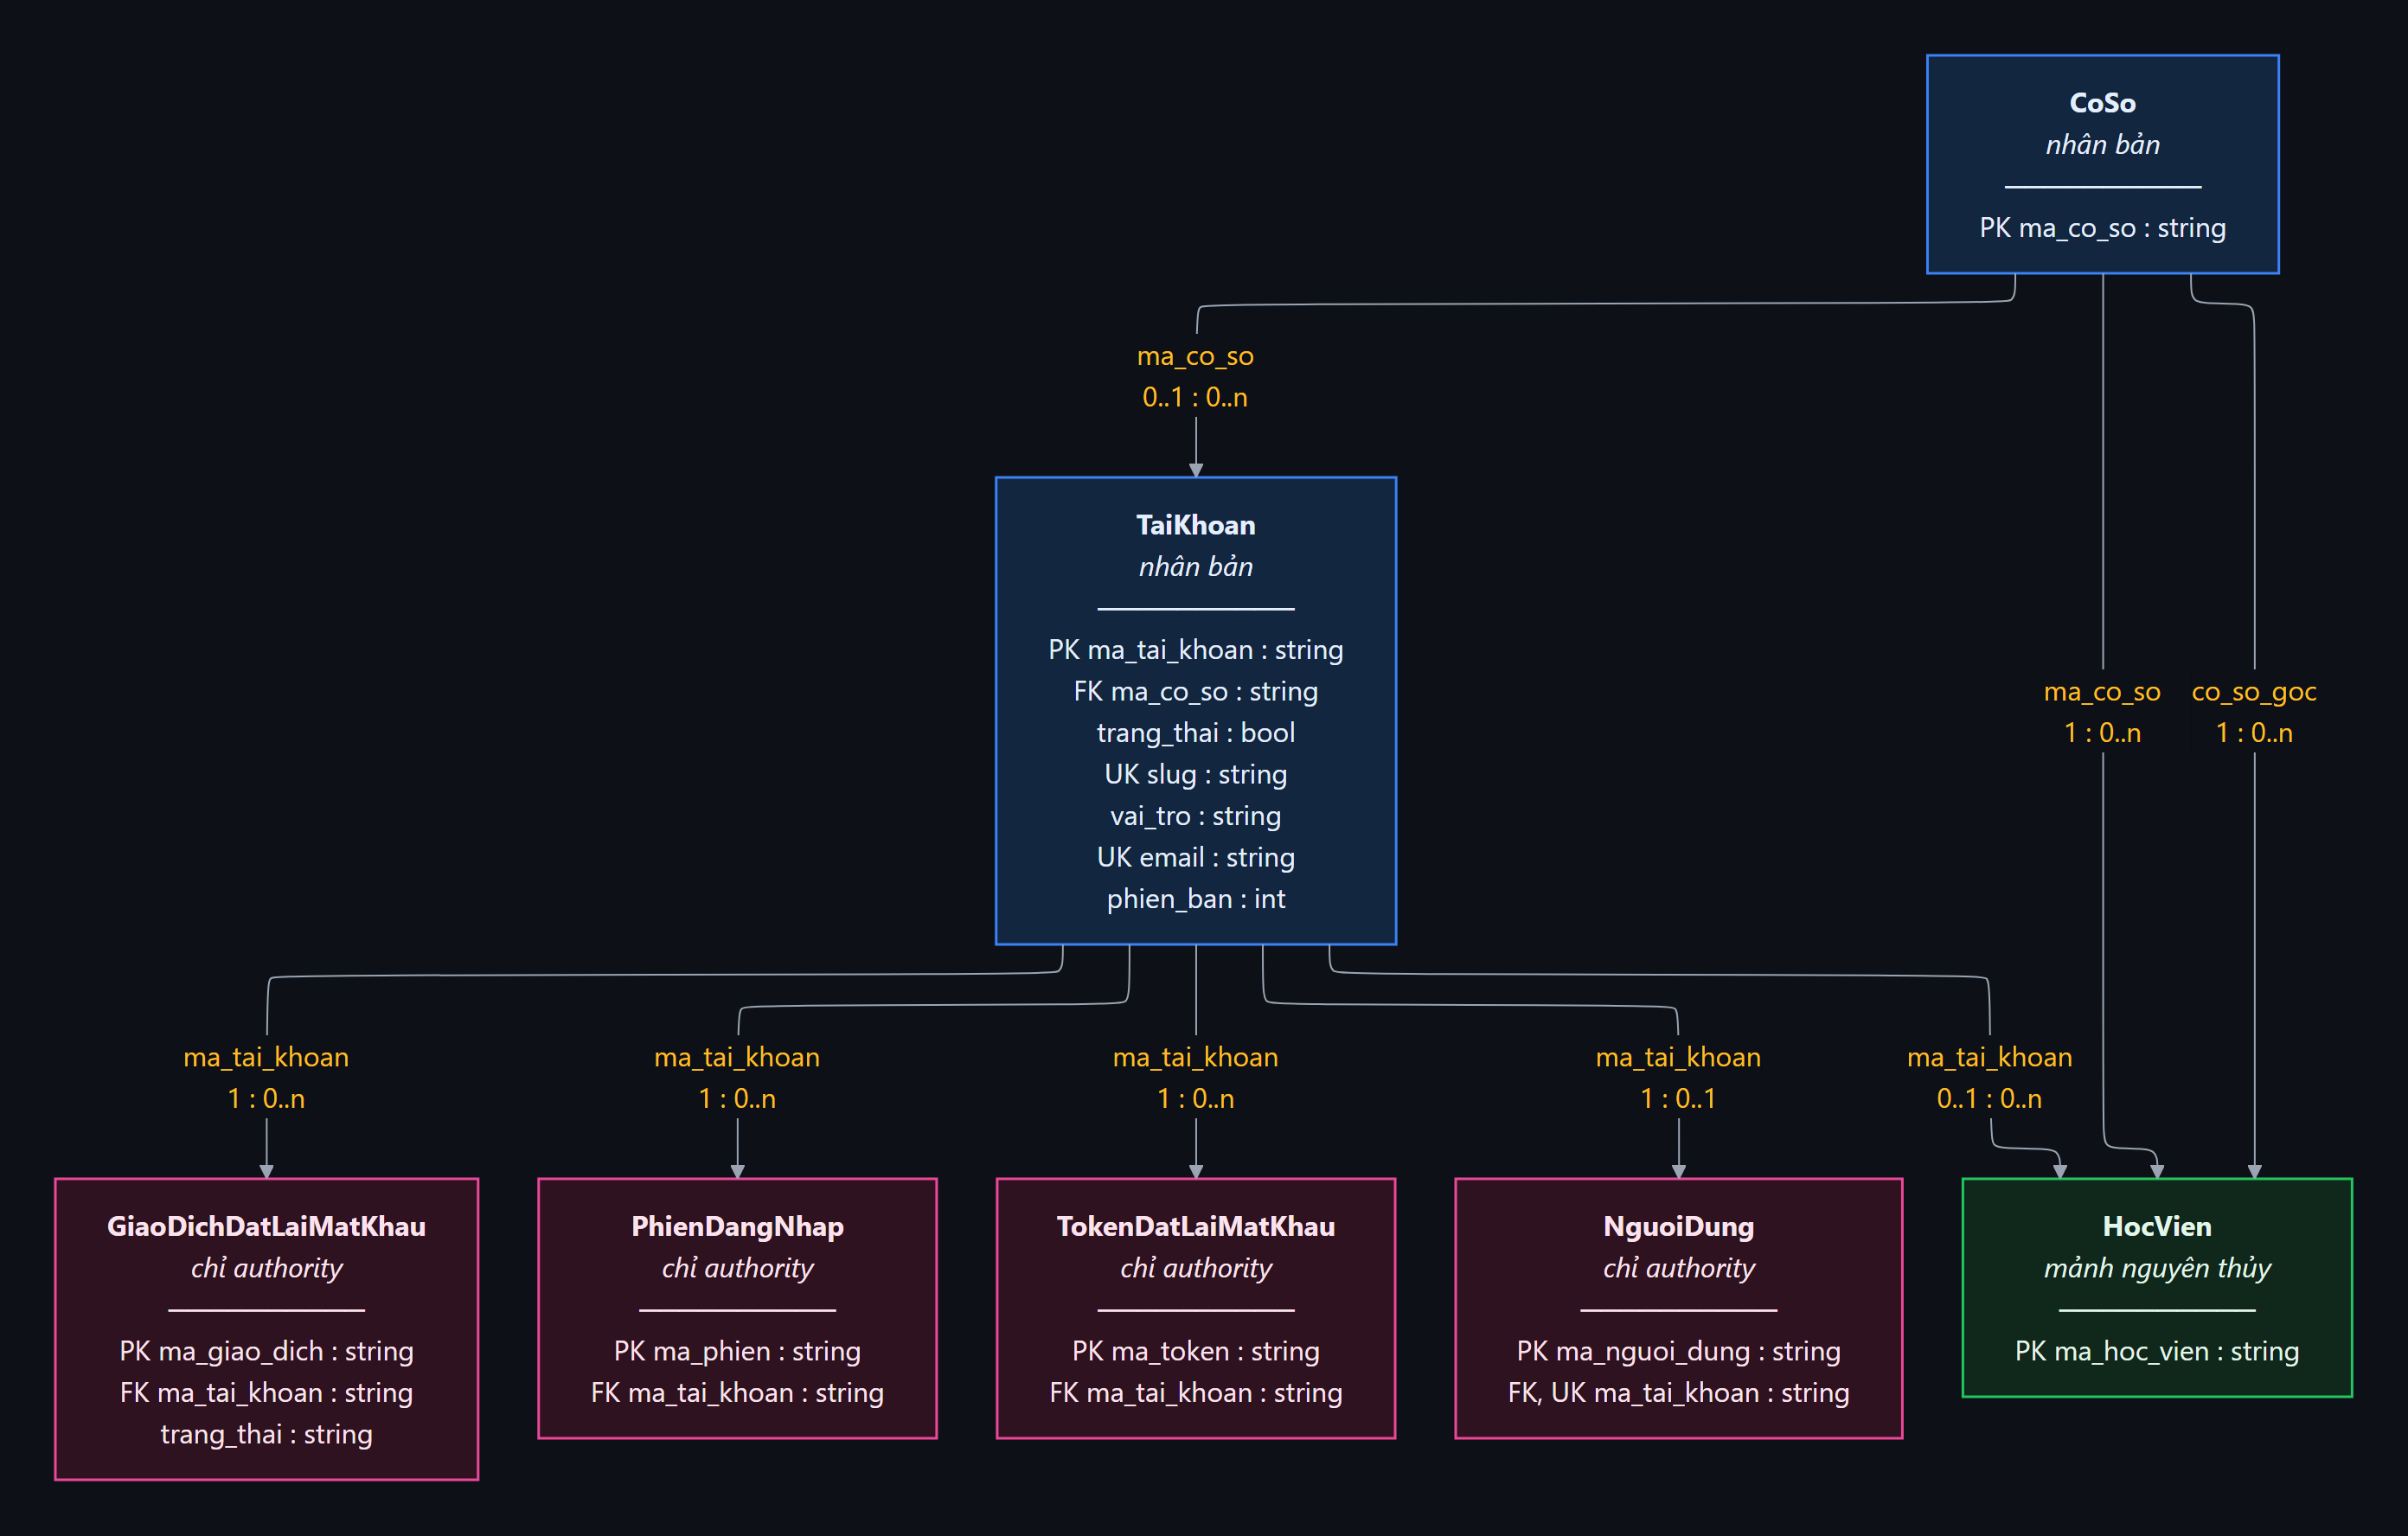 CoSo
nhân bản
PK ma_co_so : string
ma_co_so
0..1 : 0..n
TaiKhoan
nhân bản
PK ma_tai_khoan : string
FK ma_co_so : string
trang_thai : bool
UK slug : string
vai_tro : string
UK email : string
phien_ban : int
ma_co_so
1 : 0..n
co_so_goc
1 : 0..n
ma_tai_khoan
1 : 0..n
ma_tai_khoan
1 : 0..n
ma_tai_khoan
1 : 0..n
ma_tai_khoan
1 : 0..1
ma_tai_khoan
0..1 : 0..n
GiaoDichDatLaiMatKhau
chỉ authority
PK ma_giao_dich : string
FK ma_tai_khoan : string
trang_thai : string
PhienDangNhap
chỉ authority
PK ma_phien : string
FK ma_tai_khoan : string
TokenDatLaiMatKhau
chỉ authority
PK ma_token : string
FK ma_tai_khoan : string
NguoiDung
chỉ authority
PK ma_nguoi_dung : string
FK, UK ma_tai_khoan : string
HocVien
mảnh nguyên thủy
PK ma_hoc_vien : string